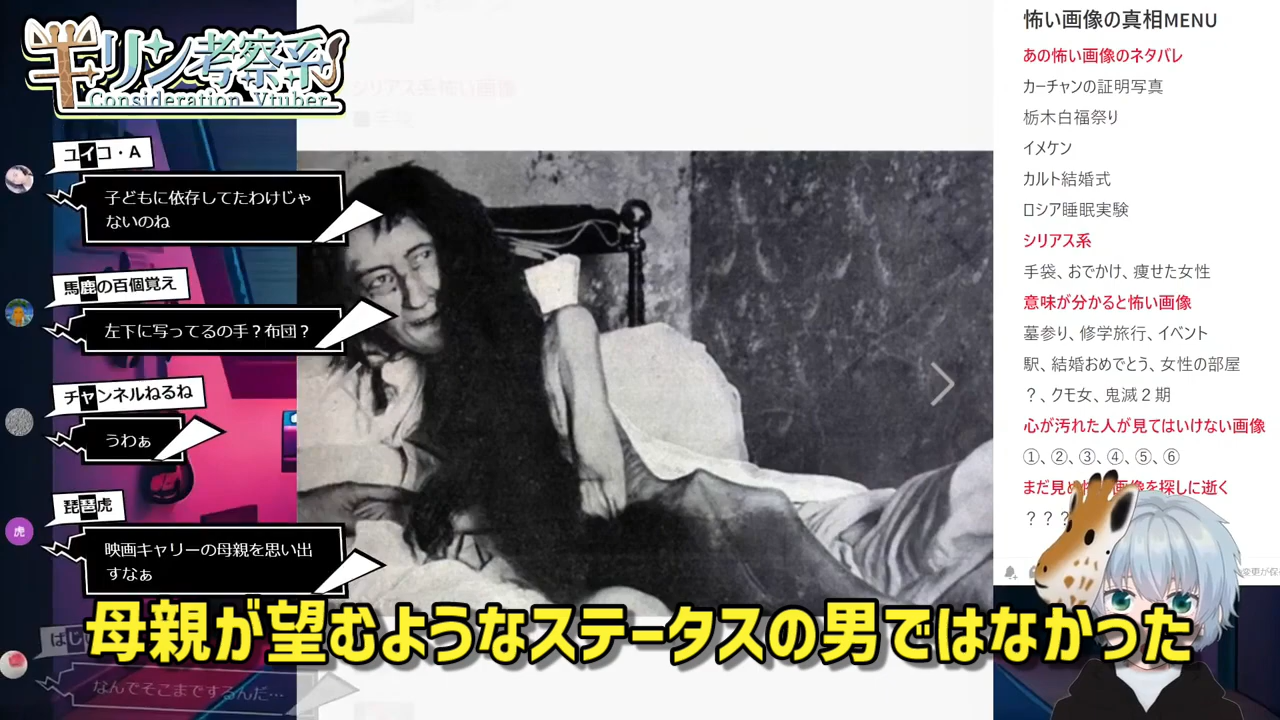 キリン考察系
Consideration Vtuber
シリアス系怖い画像
ユイコ・A
子どもに依存してたわけじゃ
ないのね
馬鹿の百個覚え
左下に写ってるの手？布団？
チャンネルねるね
うわぁ
琵琶虎
虎
映画キャリーの母親を思い出
すなぁ
はじ
なんでそこまでするんだ…
母親が望むようなステータスの男ではなかった
怖い画像の真相MENU
あの怖い画像のネタバレ
カーチャンの証明写真
栃木白福祭り
イメケン
カルト結婚式
ロシア睡眠実験
シリアス系
手袋、おでかけ、痩せた女性
意味が分かると怖い画像
墓参り、修学旅行、イベント
駅、結婚おめでとう、女性の部屋
？、クモ女、鬼滅２期
心が汚れた人が見てはいけない画像
①、②、③、④、⑤、⑥
まだ見ぬ画像を探しに逝く
？？？
変更が保